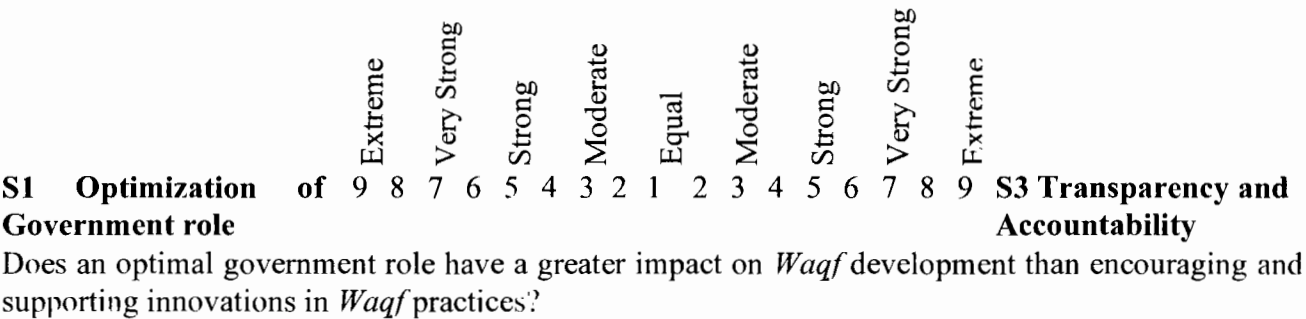 Extreme
Very Strong
Strong
Moderate
Equal
Moderate
Strong
Very Strong
Extreme
S1 Optimization of 9 8 7 6 5 4 3 2 1 2 3 4 5 6 7 8 9 S3 Transparency and
Government role Accountability
Does an optimal government role have a greater impact on Waqf development than encouraging and
supporting innovations in Waqf practices?